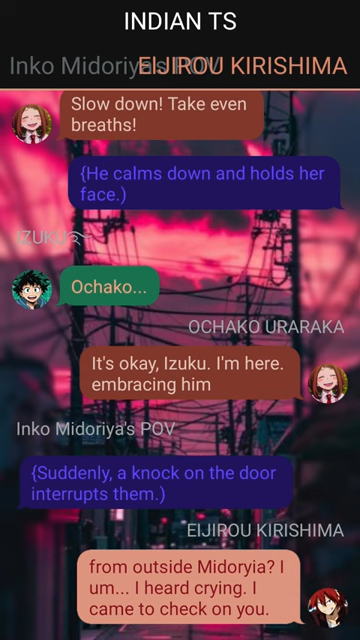 INDIAN TS
Inko Midoriya's POV
EIJIROU KIRISHIMA
Slow down! Take even
breaths!
{He calms down and holds her
face.)
IZUKU
Ochako...
OCHAKO URARAKA
It's okay, Izuku. I'm here.
embracing him
Inko Midoriya's POV
{Suddenly, a knock on the door
interrupts them.)
EIJIROU KIRISHIMA
from outside Midoryia? I
um... I heard crying. I
came to check on you.